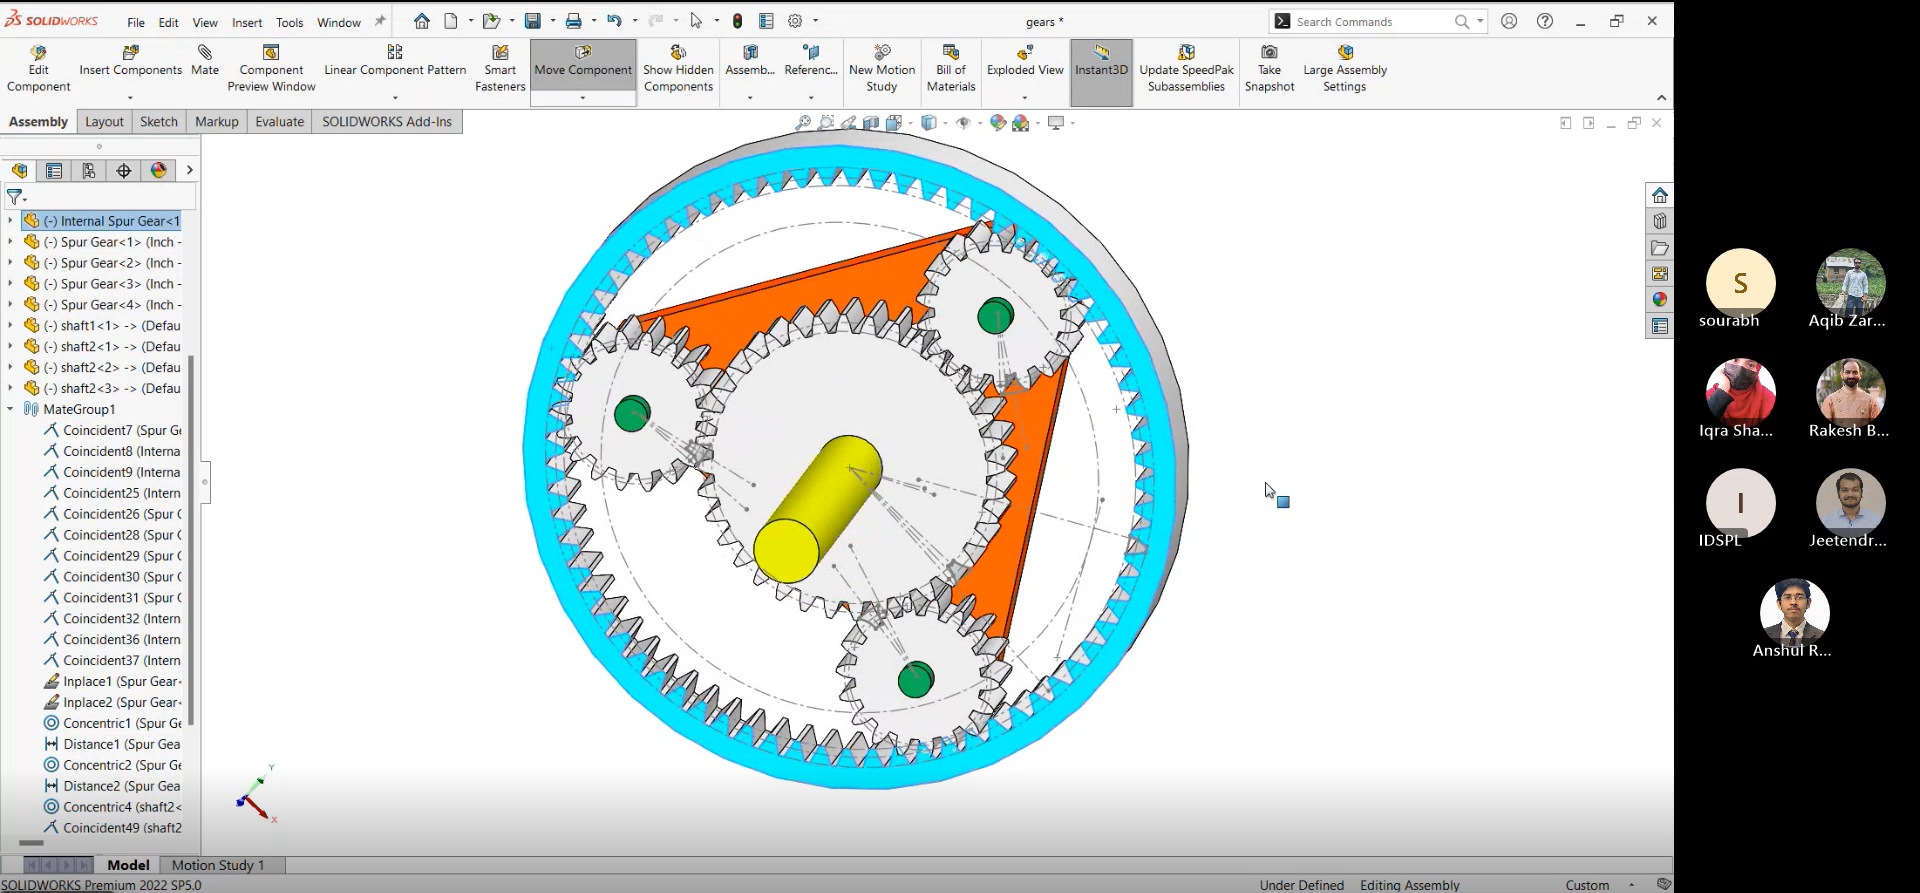 SOLIDWORKS File Edit View Insert Tools Window gears * Search Commands
Edit Component
Insert Components
Mate
Component Preview Window
Linear Component Pattern
Smart Fasteners
Move Component
Show Hidden Components
Assemb...
Referenc...
New Motion Study
Bill of Materials
Exploded View
Instant3D
Update SpeedPak Subassemblies
Take Snapshot
Large Assembly Settings
Assembly Layout Sketch Markup Evaluate SOLIDWORKS Add-Ins
(-) Internal Spur Gear<1
(-) Spur Gear<1> (Inch -
(-) Spur Gear<2> (Inch -
(-) Spur Gear<3> (Inch -
(-) Spur Gear<4> (Inch -
(-) shaft1<1> -> (Defau
(-) shaft2<1> -> (Defau
(-) shaft2<2> -> (Defau
(-) shaft2<3> -> (Defau
MateGroup1
Coincident7 (Spur Ge
Coincident8 (Interna
Coincident9 (Interna
Coincident25 (Intern
Coincident26 (Spur G
Coincident28 (Spur G
Coincident29 (Spur G
Coincident30 (Spur G
Coincident31 (Spur G
Coincident32 (Intern
Coincident36 (Intern
Coincident37 (Intern
Inplace1 (Spur Gear
Inplace2 (Spur Gear
Concentric1 (Spur Ge
Distance1 (Spur Gea
Concentric2 (Spur Ge
Distance2 (Spur Gea
Concentric4 (shaft2<
Coincident49 (shaft2
Y
X
Model Motion Study 1
SOLIDWORKS Premium 2022 SP5.0 Under Defined Editing Assembly Custom
S
sourabh Aqib Zar...
Iqra Sha... Rakesh B...
I
IDSPL Jeetendr...
Anshul R...